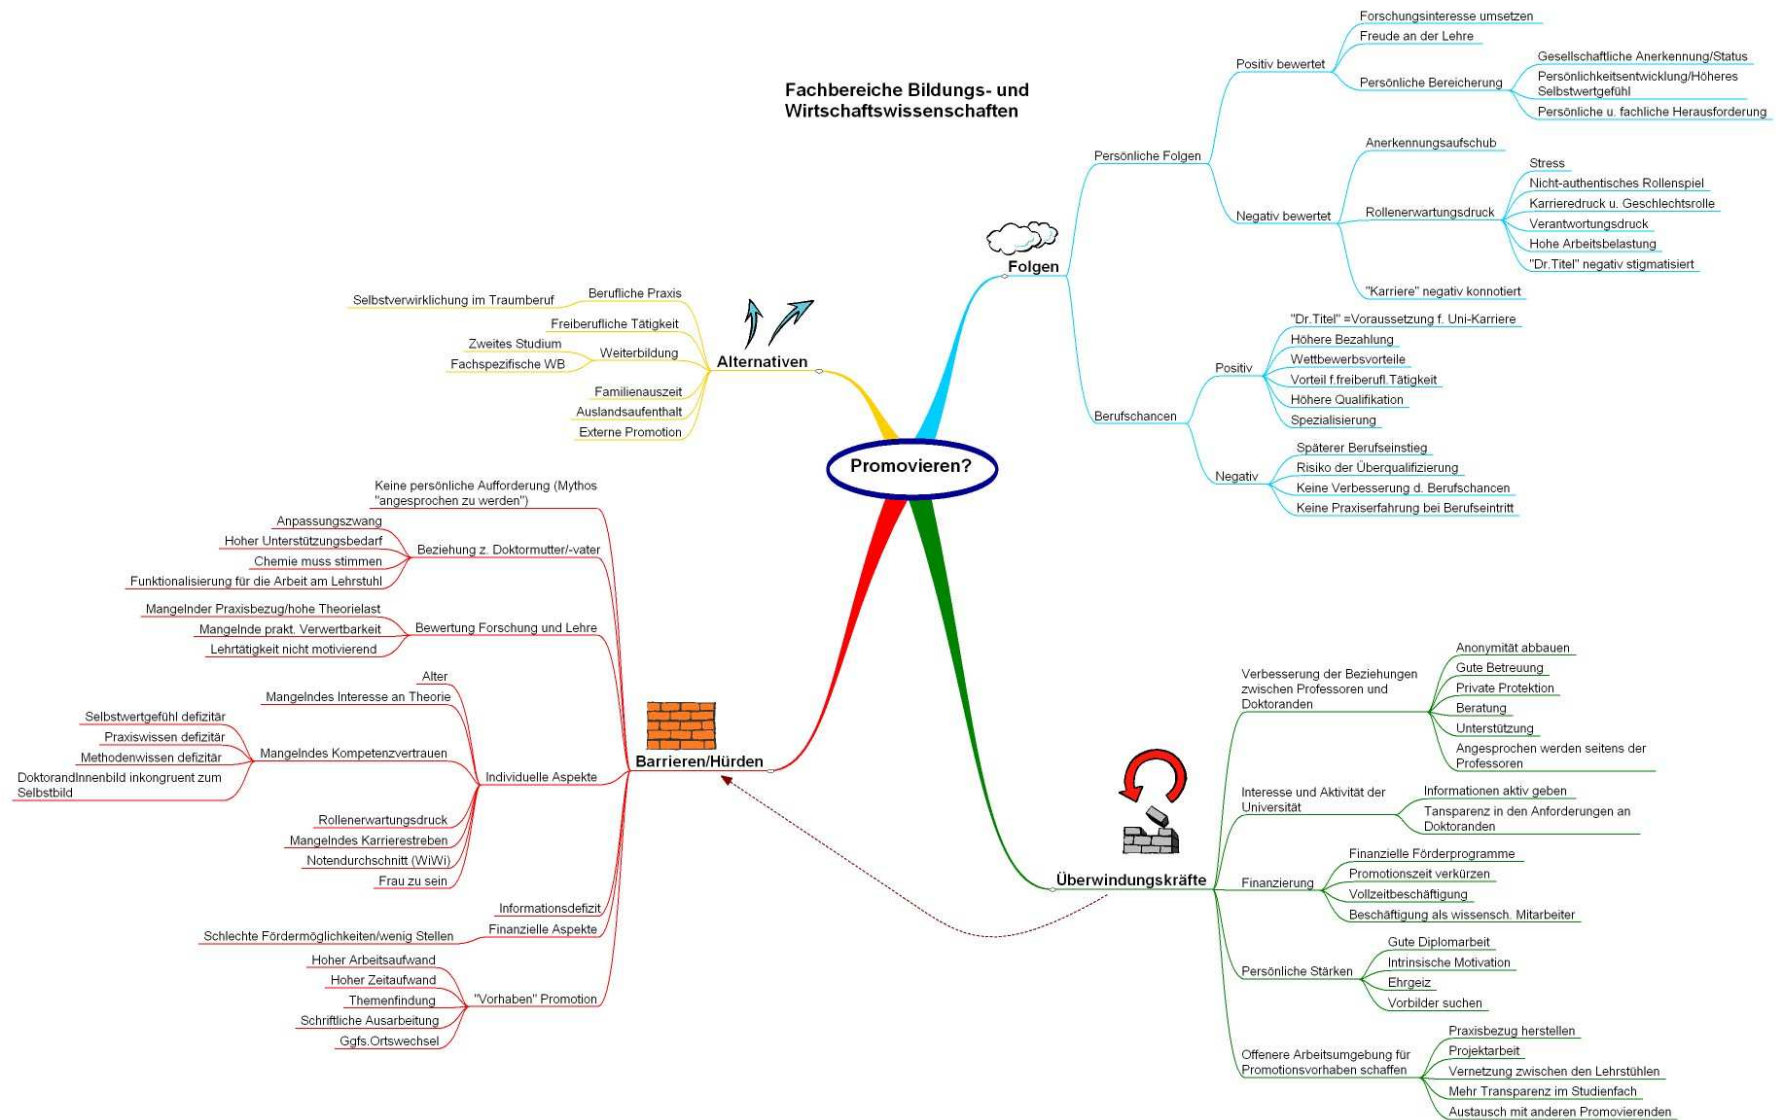 Fachbereiche Bildungs- und
Wirtschaftswissenschaften
Promovieren?
Folgen
Persönliche Folgen
Positiv bewertet
Forschungsinteresse umsetzen
Freude an der Lehre
Persönliche Bereicherung
Gesellschaftliche Anerkennung/Status
Persönlichkeitsentwicklung/Höheres
Selbstwertgefühl
Persönliche u. fachliche Herausforderung
Negativ bewertet
Anerkennungsaufschub
Rollenerwartungsdruck
Stress
Nicht-authentisches Rollenspiel
Karrieredruck u. Geschlechtsrolle
Verantwortungsdruck
Hohe Arbeitsbelastung
"Dr.Titel" negativ stigmatisiert
"Karriere" negativ konnotiert
Berufschancen
Positiv
"Dr.Titel" =Voraussetzung f. Uni-Karriere
Höhere Bezahlung
Wettbewerbsvorteile
Vorteil f.freiberufl.Tätigkeit
Höhere Qualifikation
Spezialisierung
Negativ
Späterer Berufseinstieg
Risiko der Überqualifizierung
Keine Verbesserung d. Berufschancen
Keine Praxiserfahrung bei Berufseintritt
Alternativen
Berufliche Praxis
Selbstverwirklichung im Traumberuf
Freiberufliche Tätigkeit
Weiterbildung
Zweites Studium
Fachspezifische WB
Familienauszeit
Auslandsaufenthalt
Externe Promotion
Barrieren/Hürden
Keine persönliche Aufforderung (Mythos
"angesprochen zu werden")
Beziehung z. Doktormutter/-vater
Anpassungszwang
Hoher Unterstützungsbedarf
Chemie muss stimmen
Funktionalisierung für die Arbeit am Lehrstuhl
Bewertung Forschung und Lehre
Mangelnder Praxisbezug/hohe Theorielast
Mangelnde prakt. Verwertbarkeit
Lehrtätigkeit nicht motivierend
Individuelle Aspekte
Alter
Mangelndes Interesse an Theorie
Mangelndes Kompetenzvertrauen
Selbstwertgefühl defizitär
Praxiswissen defizitär
Methodenwissen defizitär
DoktorandInnenbild inkongruent zum
Selbstbild
Rollenerwartungsdruck
Mangelndes Karrierestreben
Notendurchschnitt (WiWi)
Frau zu sein
Informationsdefizit
Finanzielle Aspekte
Schlechte Fördermöglichkeiten/wenig Stellen
"Vorhaben" Promotion
Hoher Arbeitsaufwand
Hoher Zeitaufwand
Themenfindung
Schriftliche Ausarbeitung
Ggfs.Ortswechsel
Überwindungskräfte
Verbesserung der Beziehungen
zwischen Professoren und
Doktoranden
Anonymität abbauen
Gute Betreuung
Private Protektion
Beratung
Unterstützung
Angesprochen werden seitens der
Professoren
Interesse und Aktivität der
Universität
Informationen aktiv geben
Tansparenz in den Anforderungen an
Doktoranden
Finanzierung
Finanzielle Förderprogramme
Promotionszeit verkürzen
Vollzeitbeschäftigung
Beschäftigung als wissensch. Mitarbeiter
Persönliche Stärken
Gute Diplomarbeit
Intrinsische Motivation
Ehrgeiz
Vorbilder suchen
Offenere Arbeitsumgebung für
Promotionsvorhaben schaffen
Praxisbezug herstellen
Projektarbeit
Vernetzung zwischen den Lehrstühlen
Mehr Transparenz im Studienfach
Austausch mit anderen Promovierenden